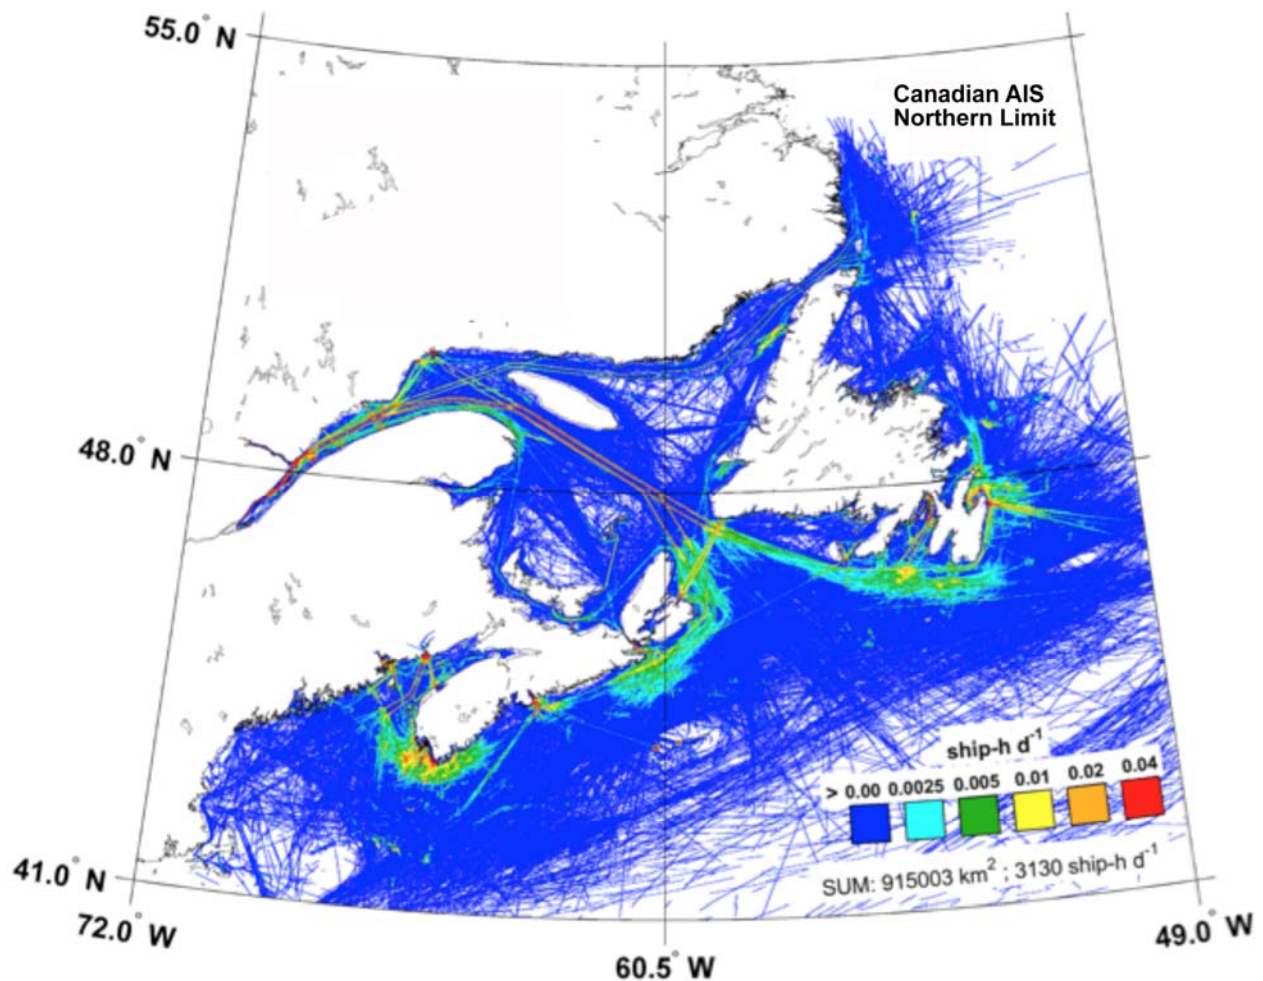 55.0° N
Canadian AIS
Northern Limit
48.0° N
ship-h d-1
> 0.00 0.0025 0.005 0.01 0.02 0.04
SUM: 915003 km2 ; 3130 ship-h d-1
41.0° N
72.0° W
60.5° W
49.0° W